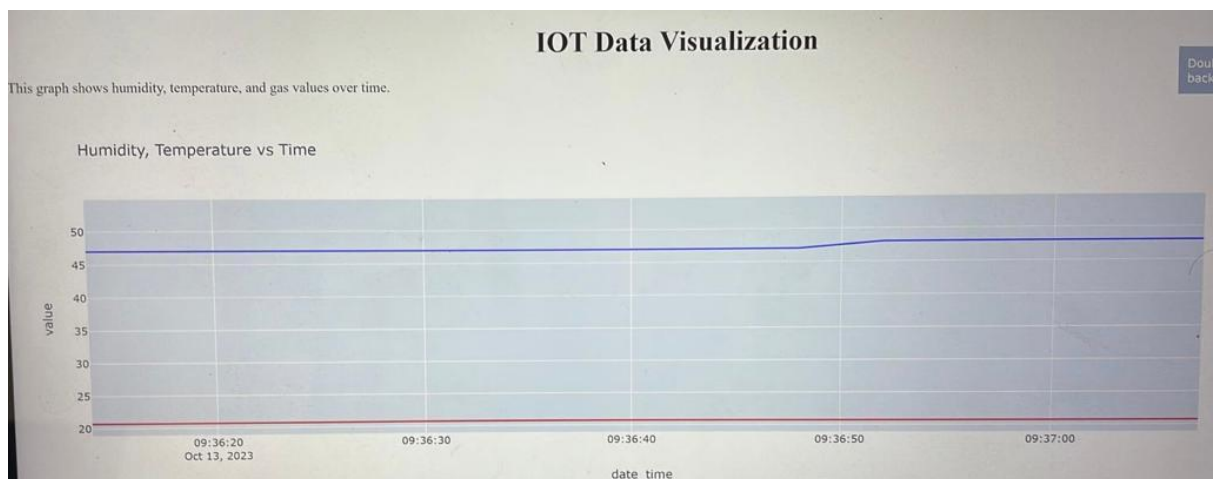 IOT Data Visualization
Doul
back
This graph shows humidity, temperature, and gas values over time.
Humidity, Temperature vs Time
50
45
40
35
30
25
20
value
09:36:20
Oct 13, 2023
09:36:30
09:36:40
09:36:50
09:37:00
date_time